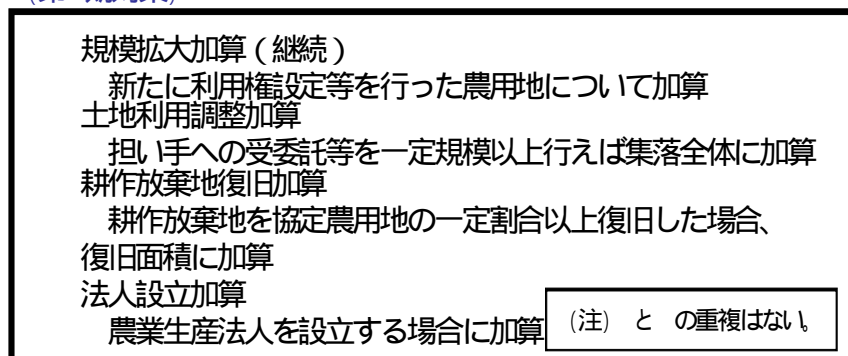 規模拡大加算(継続)
新たに利用権設定等を行った農用地について加算
土地利用調整加算
担い手への受委託等を一定規模以上行えば集落全体に加算
耕作放棄地復旧加算
耕作放棄地を協定農用地の一定割合以上復旧した場合、
復旧面積に加算
法人設立加算
農業生産法人を設立する場合に加算
(注) と の重複はない。